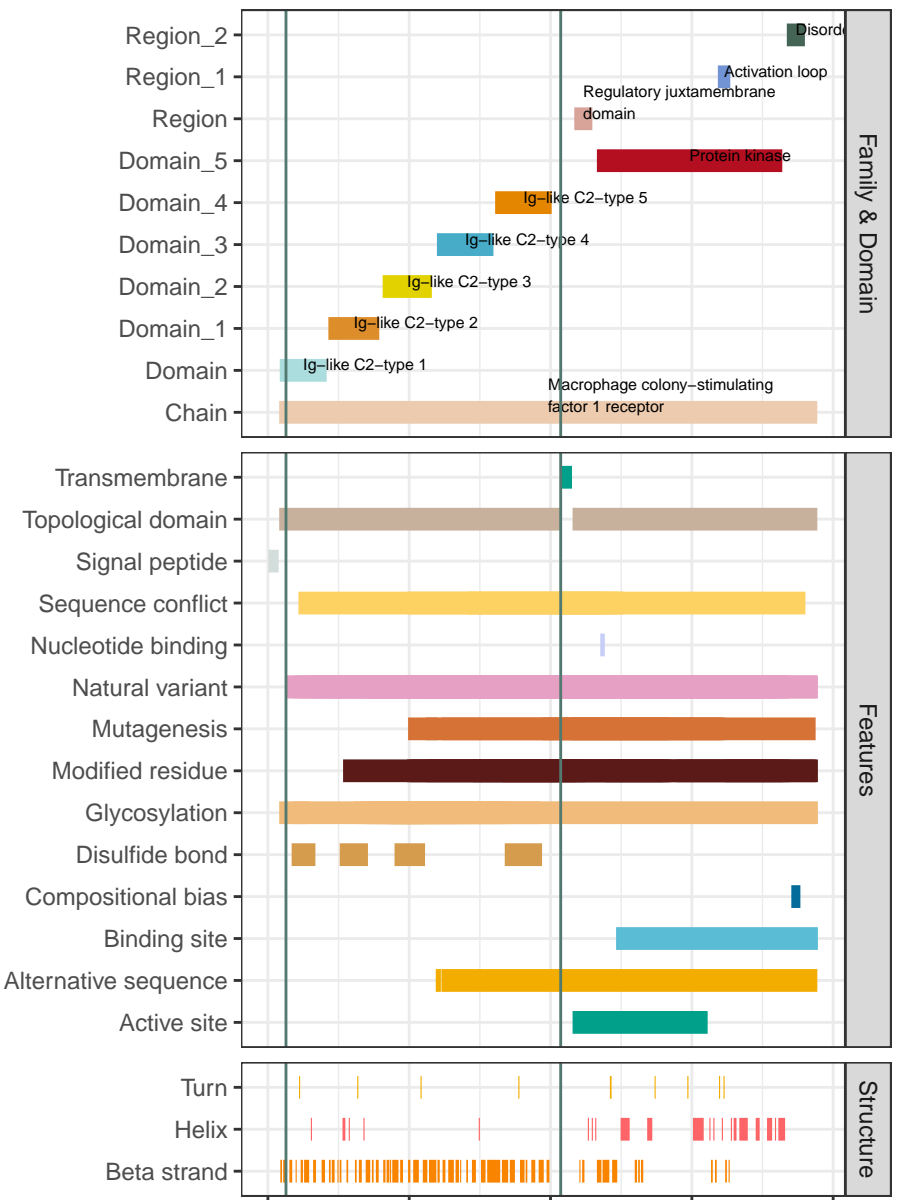 Region_2
Disord
Region_1
Activation loop
Regulatory juxtamembrane
domain
Region
Domain_5
Protein kinase
Domain_4
Ig−like C2−type 5
Domain_3
Ig−like C2−type 4
Domain_2
Ig−like C2−type 3
Domain_1
Ig−like C2−type 2
Domain
Ig−like C2−type 1
Macrophage colony−stimulating
factor 1 receptor
Chain
Family & Domain
Transmembrane
Topological domain
Signal peptide
Sequence conflict
Nucleotide binding
Natural variant
Mutagenesis
Modified residue
Glycosylation
Disulfide bond
Compositional bias
Binding site
Alternative sequence
Active site
Features
Turn
Helix
Beta strand
Structure